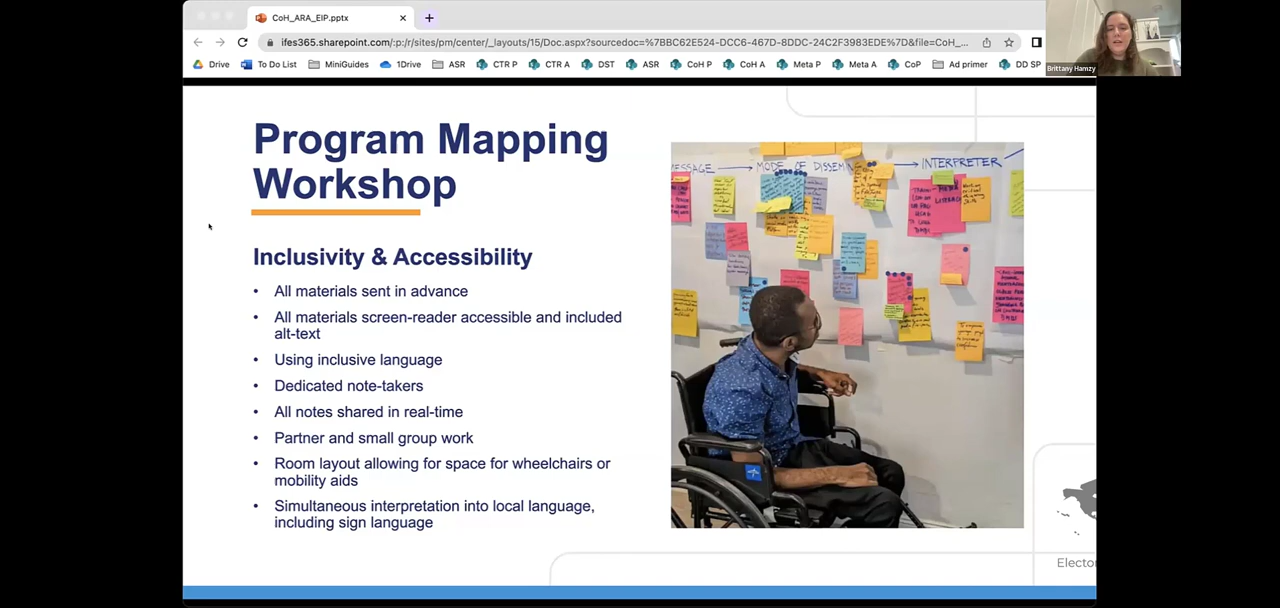 CoH_ARA_EIP.pptx
ifes365.sharepoint.com/:p:/r/sites/pm/center/_layouts/15/Doc.aspx?sourcedoc=%7BBC62E524-DCC6-467D-8DDC-24C2F3983EDE%7D&file=CoH_...
Drive To Do List MiniGuides 1Drive ASR CTR P CTR A DST ASR CoH P CoH A Meta P Meta A CoP Ad primer DD SP
Brittany Hamzy
Program Mapping
Workshop
Inclusivity & Accessibility
• All materials sent in advance
• All materials screen-reader accessible and included
alt-text
• Using inclusive language
• Dedicated note-takers
• All notes shared in real-time
• Partner and small group work
• Room layout allowing for space for wheelchairs or
mobility aids
• Simultaneous interpretation into local language,
including sign language
ESSAGE → MODE OF DISSEMIN → INTERPRETER
Electo